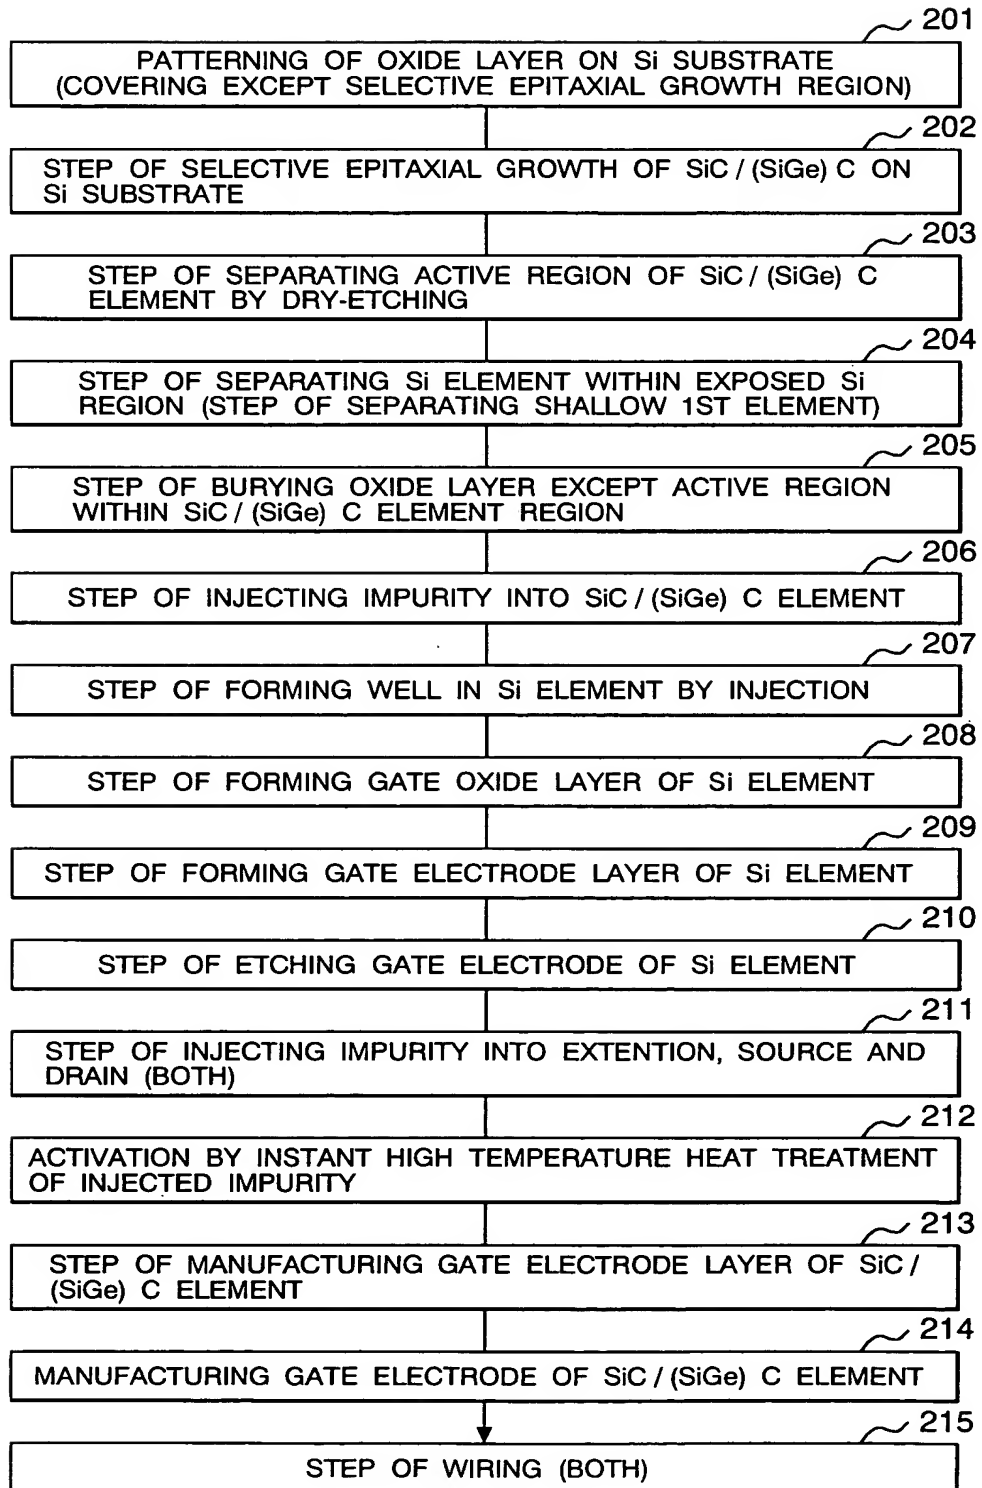 201
PATTERNING OF OXIDE LAYER ON Si SUBSTRATE
(COVERING EXCEPT SELECTIVE EPITAXIAL GROWTH REGION)
202
STEP OF SELECTIVE EPITAXIAL GROWTH OF SiC / (SiGe) C ON
Si SUBSTRATE
203
STEP OF SEPARATING ACTIVE REGION OF SiC / (SiGe) C
ELEMENT BY DRY-ETCHING
204
STEP OF SEPARATING Si ELEMENT WITHIN EXPOSED Si
REGION (STEP OF SEPARATING SHALLOW 1ST ELEMENT)
205
STEP OF BURYING OXIDE LAYER EXCEPT ACTIVE REGION
WITHIN SiC / (SiGe) C ELEMENT REGION
206
STEP OF INJECTING IMPURITY INTO SiC / (SiGe) C ELEMENT
207
STEP OF FORMING WELL IN Si ELEMENT BY INJECTION
208
STEP OF FORMING GATE OXIDE LAYER OF Si ELEMENT
209
STEP OF FORMING GATE ELECTRODE LAYER OF Si ELEMENT
210
STEP OF ETCHING GATE ELECTRODE OF Si ELEMENT
211
STEP OF INJECTING IMPURITY INTO EXTENTION, SOURCE AND
DRAIN (BOTH)
212
ACTIVATION BY INSTANT HIGH TEMPERATURE HEAT TREATMENT
OF INJECTED IMPURITY
213
STEP OF MANUFACTURING GATE ELECTRODE LAYER OF SiC /
(SiGe) C ELEMENT
214
MANUFACTURING GATE ELECTRODE OF SiC / (SiGe) C ELEMENT
215
STEP OF WIRING (BOTH)